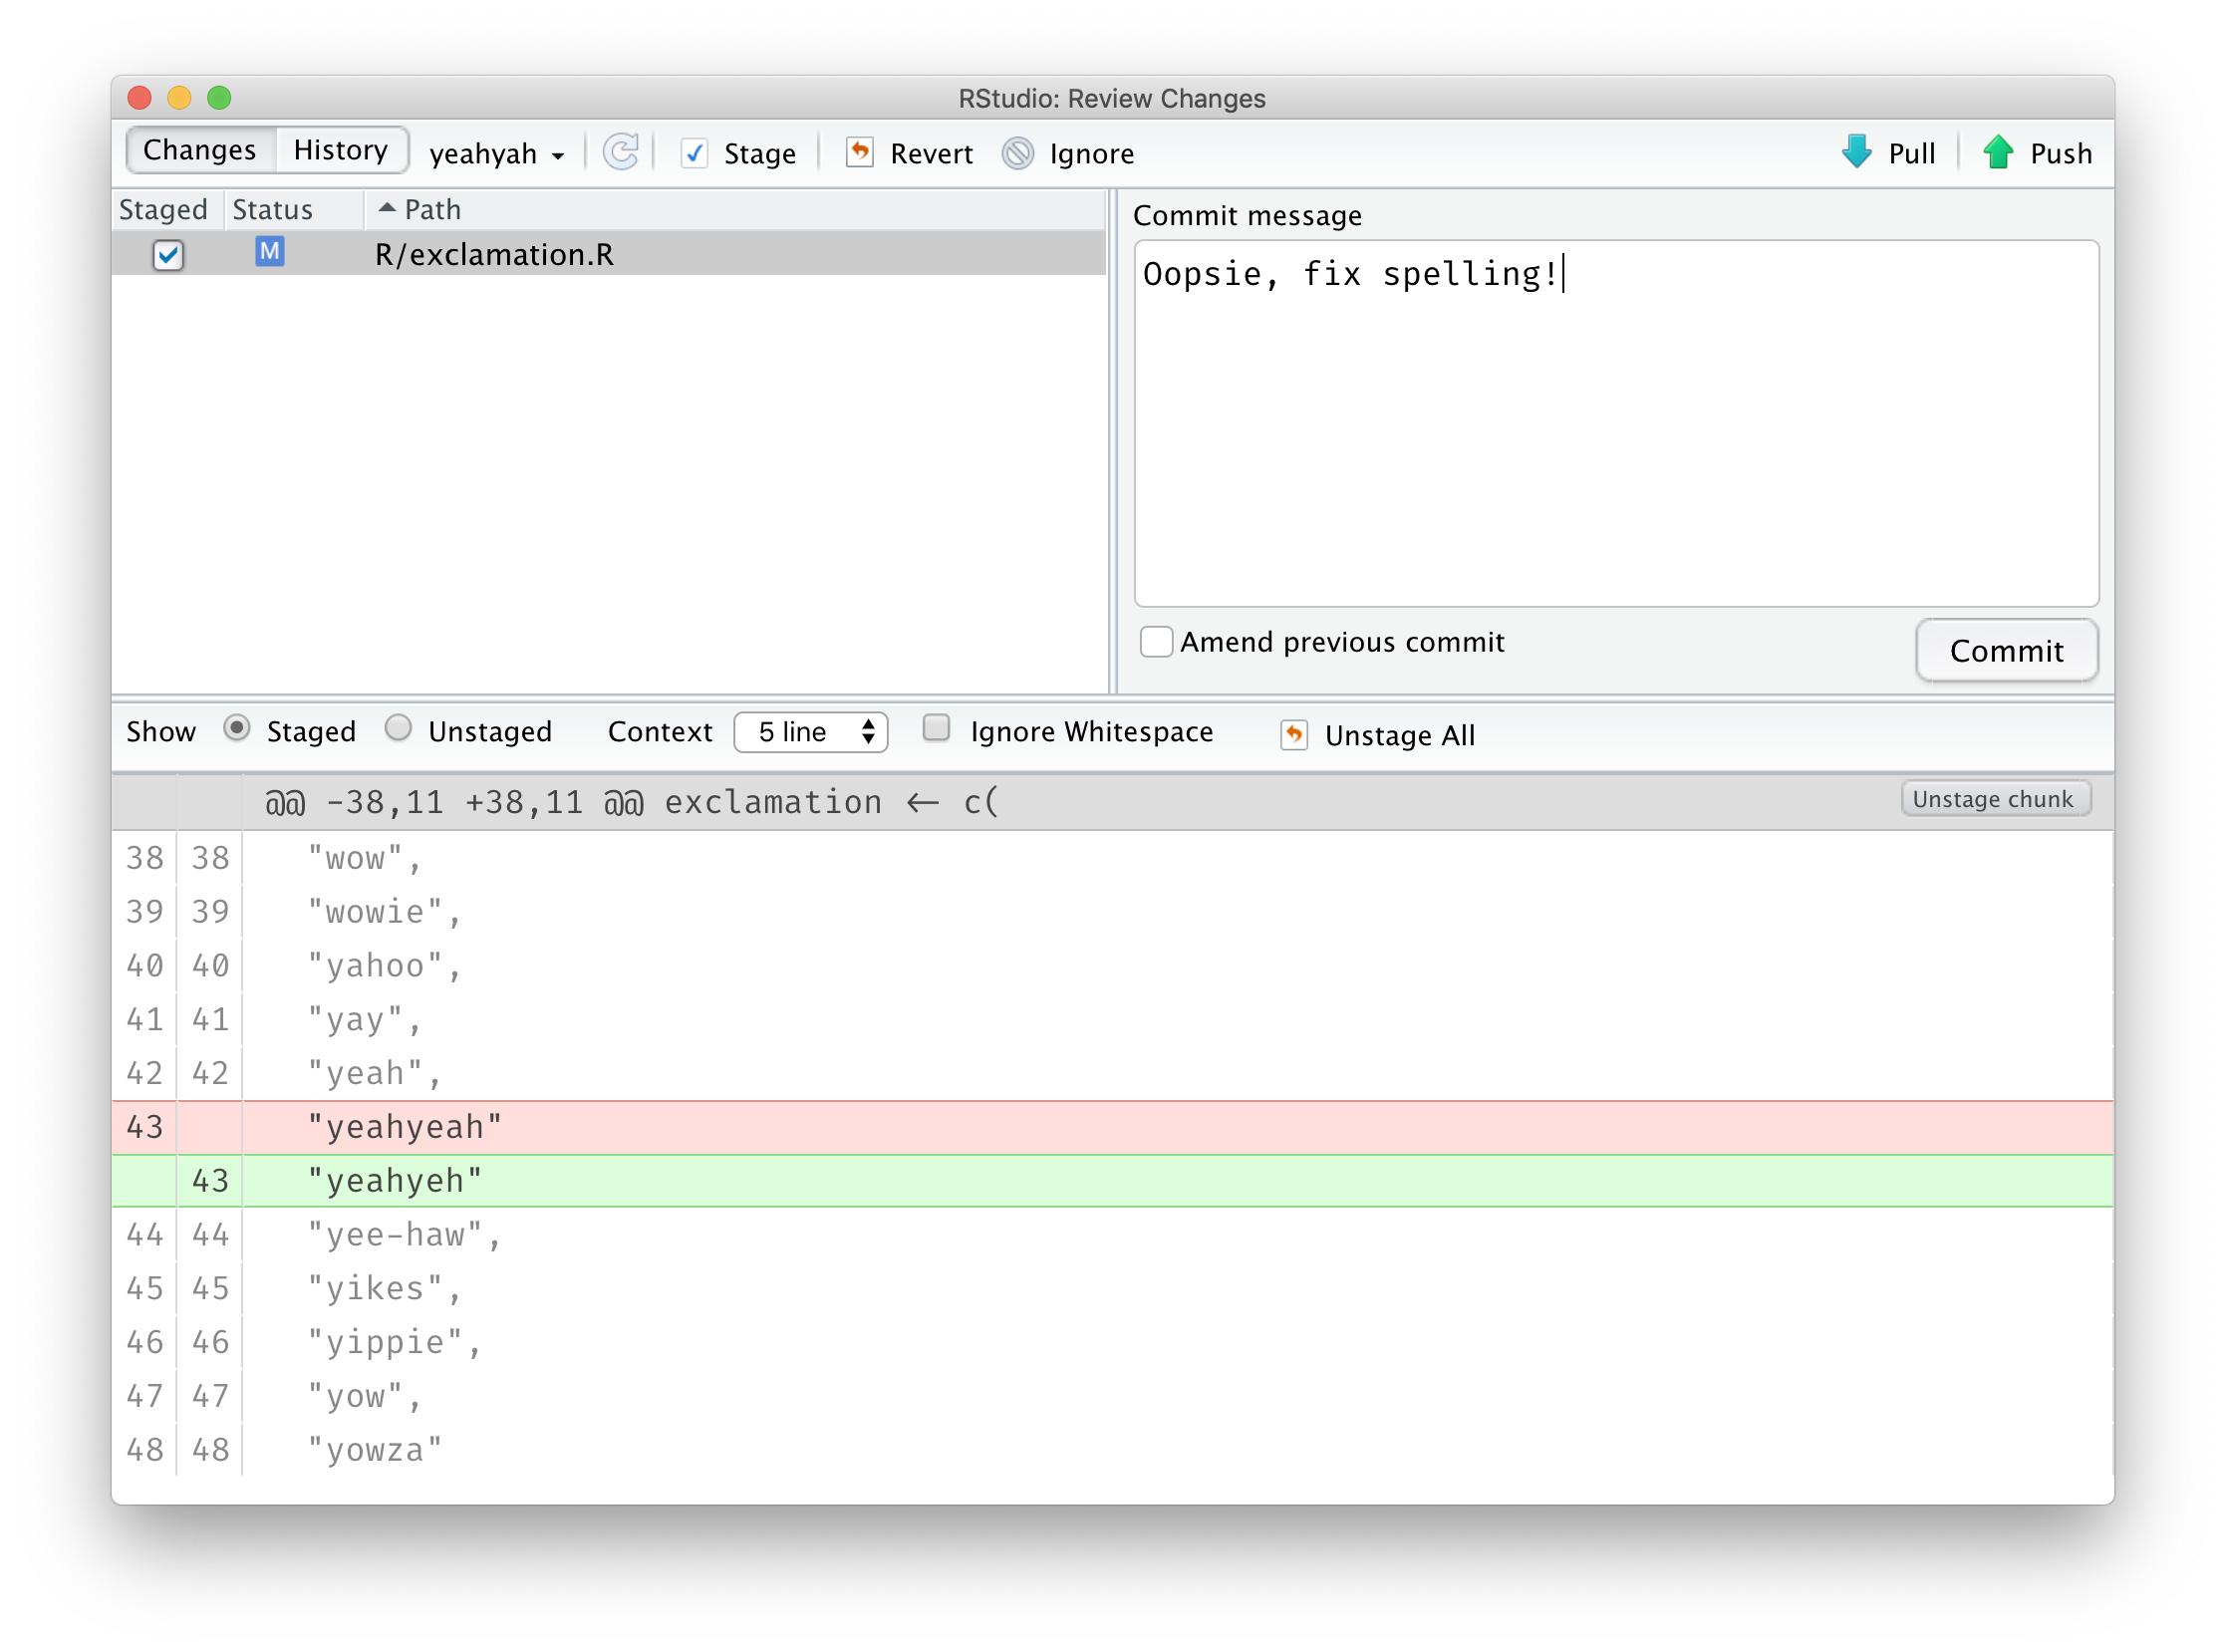 RStudio: Review Changes
Changes History yeahyah Stage Revert Ignore Pull Push
Staged Status Path
M R/exclamation.R
Commit message
Oopsie, fix spelling!
Amend previous commit
Commit
Show Staged Unstaged Context 5 line Ignore Whitespace Unstage All
@@ -38,11 +38,11 @@ exclamation <- c( Unstage chunk
38 38 "wow",
39 39 "wowie",
40 40 "yahoo",
41 41 "yay",
42 42 "yeah",
43 "yeahyeah"
43 "yeahyeh"
44 44 "yee-haw",
45 45 "yikes",
46 46 "yippie",
47 47 "yow",
48 48 "yowza"